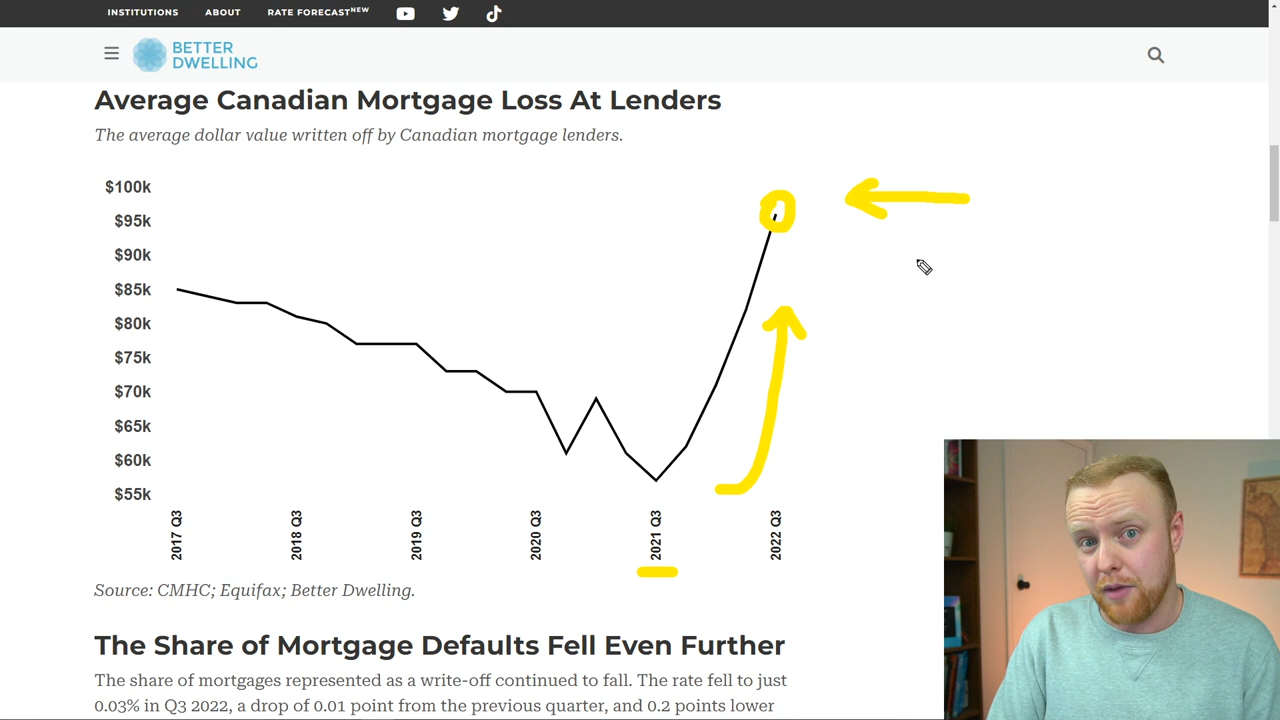 INSTITUTIONS ABOUT RATE FORECASTNEW
BETTER
DWELLING
Average Canadian Mortgage Loss At Lenders
The average dollar value written off by Canadian mortgage lenders.
$100k
$95k
$90k
$85k
$80k
$75k
$70k
$65k
$60k
$55k
2017 Q3 2018 Q3 2019 Q3 2020 Q3 2021 Q3 2022 Q3
Source: CMHC; Equifax; Better Dwelling.
The Share of Mortgage Defaults Fell Even Further
The share of mortgages represented as a write-off continued to fall. The rate fell to just
0.03% in Q3 2022, a drop of 0.01 point from the previous quarter, and 0.2 points lower